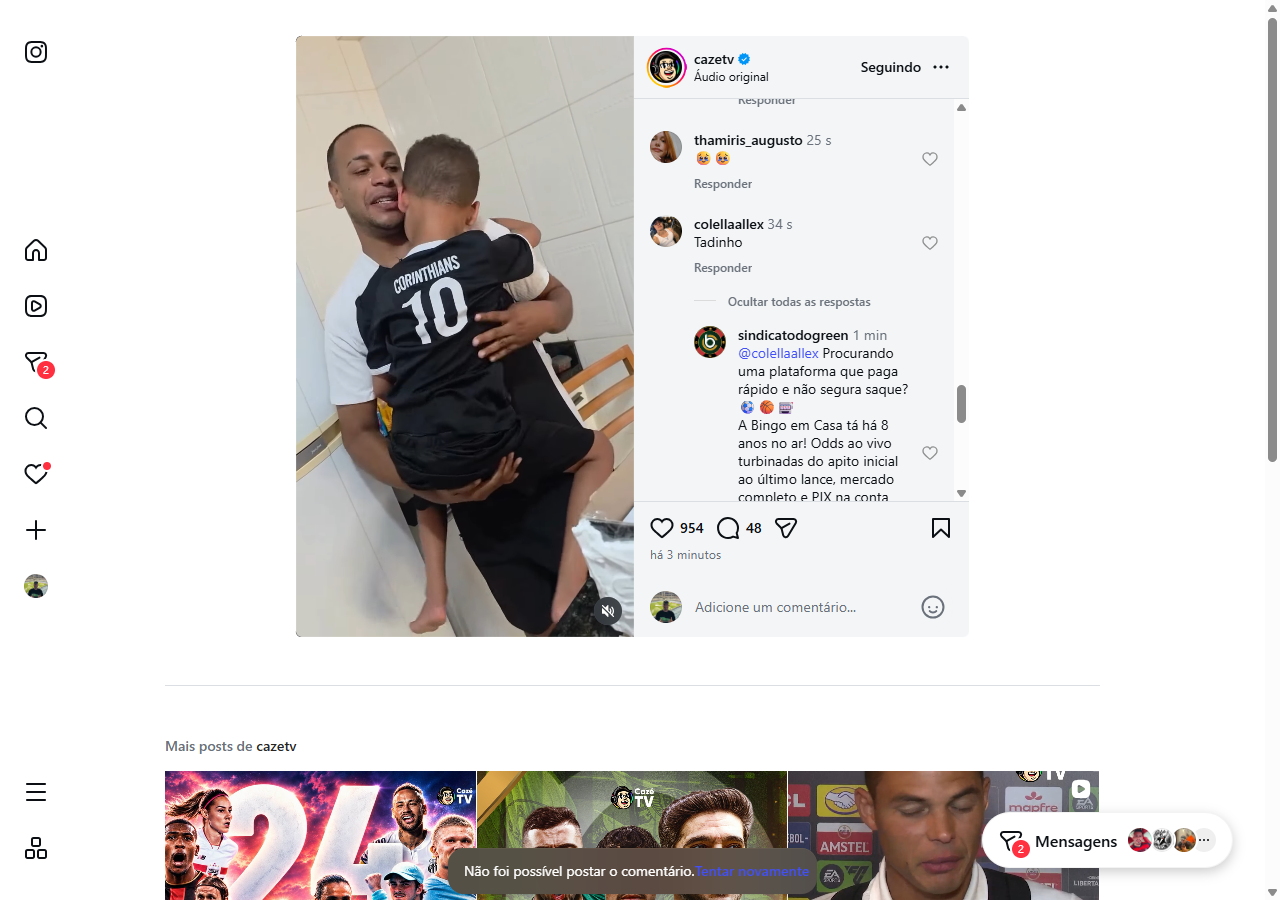 cazetv
Áudio original
Seguindo
Responder
thamiris_augusto 25 s
Responder
colellaallex 34 s
Tadinho
Responder
Ocultar todas as respostas
sindicatodogreen 1 min
@colellaallex Procurando
uma plataforma que paga
rápido e não segura saque?
A Bingo em Casa tá há 8
anos no ar! Odds ao vivo
turbinadas do apito inicial
ao último lance, mercado
completo e PIX na conta
954
48
há 3 minutos
Adicione um comentário...
CORINTHIANS
10
2
Mais posts de cazetv
24
Cazé
TV
Cazé
TV
TV
mapfre
AMSTEL
EA
SPORTS
LIBERTA
Não foi possível postar o comentário. Tentar novamente
2
Mensagens